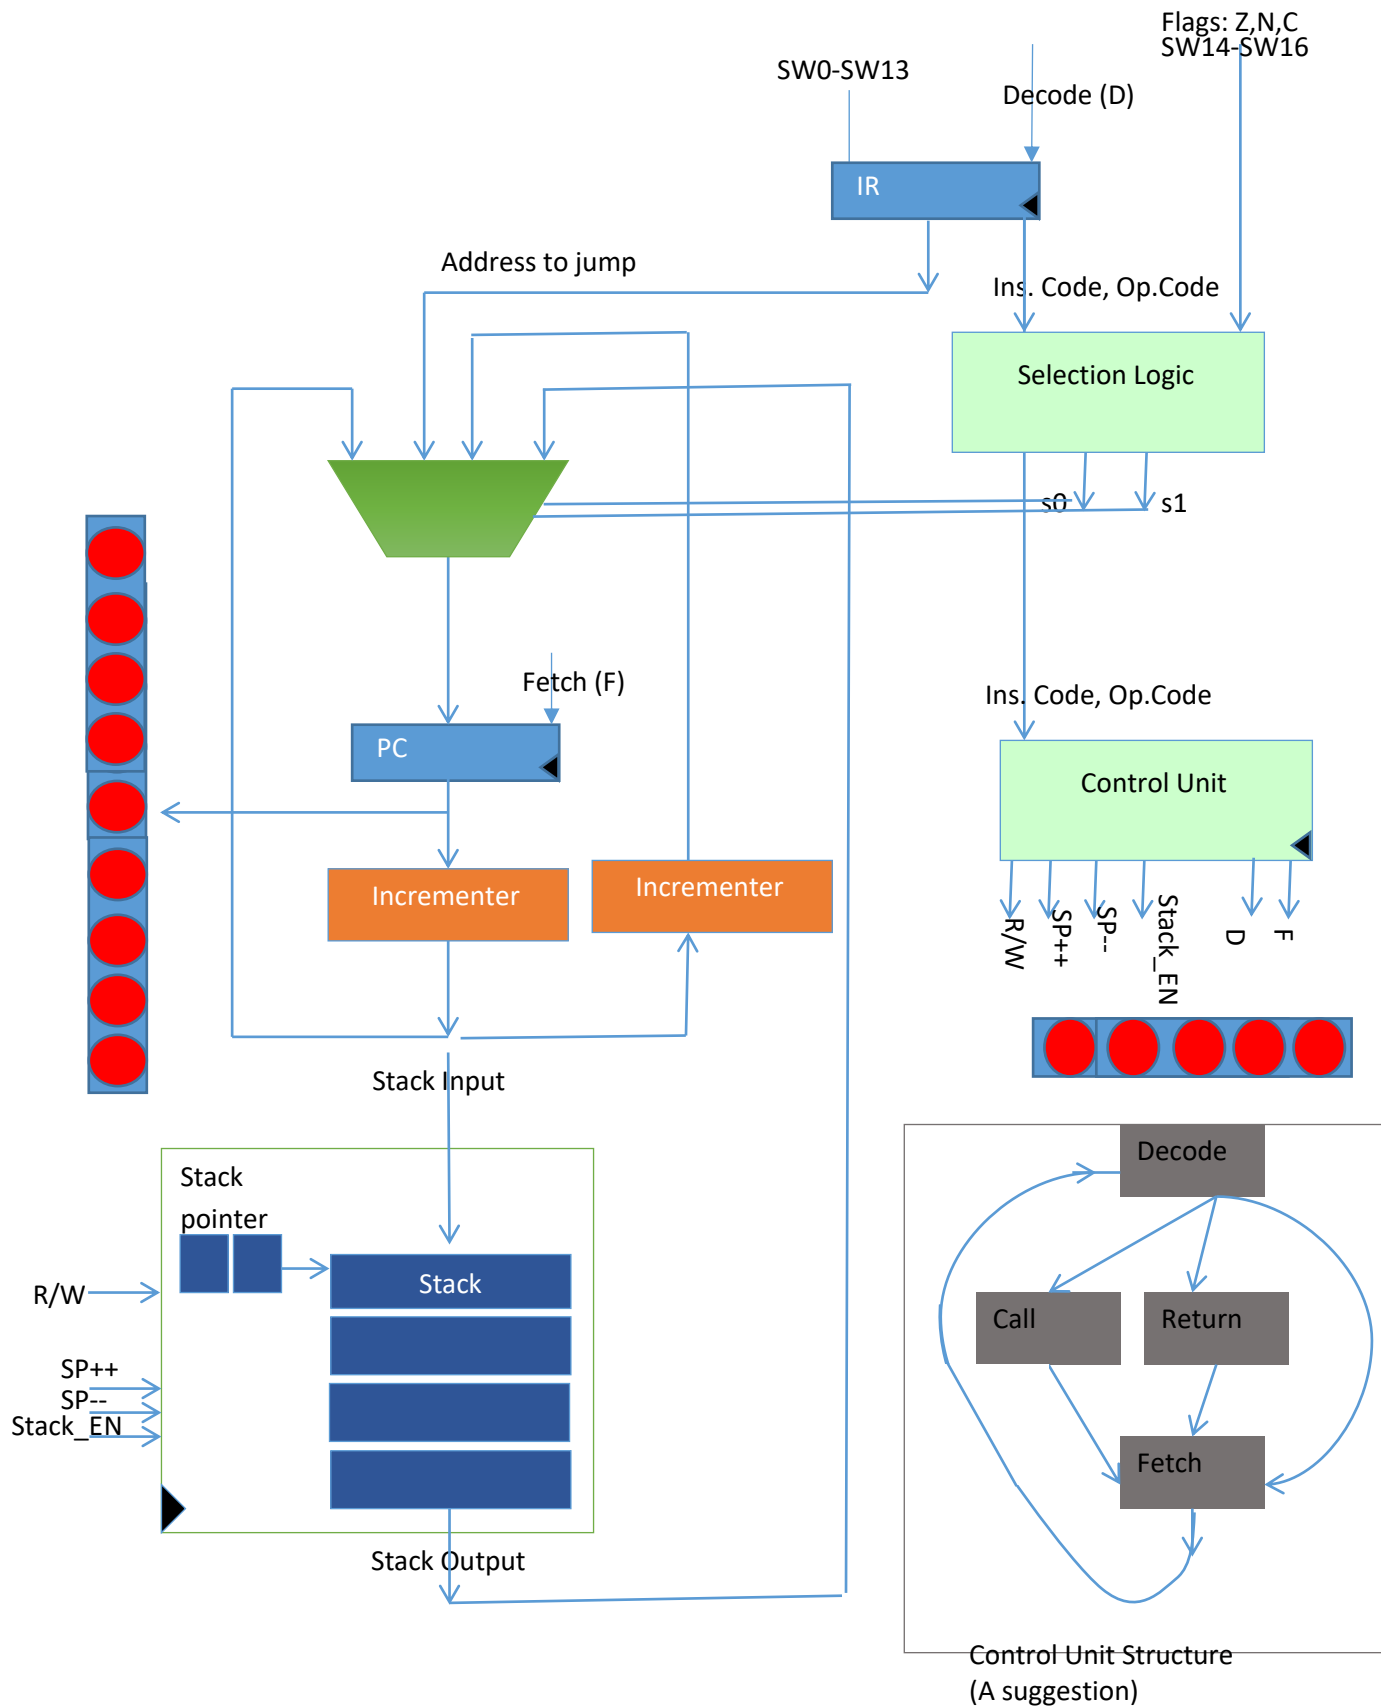 Flags: Z,N,C
SW14-SW16
SW0-SW13
Decode (D)
IR
Address to jump
Ins. Code, Op.Code
Selection Logic
s0
s1
Fetch (F)
Ins. Code, Op.Code
PC
Control Unit
Incrementer
Incrementer
R/W
SP++
SP--
Stack_EN
D
F
Stack Input
Decode
Stack
pointer
Stack
R/W
Call
Return
SP++
SP--
Stack_EN
Fetch
Stack Output
Control Unit Structure
(A suggestion)